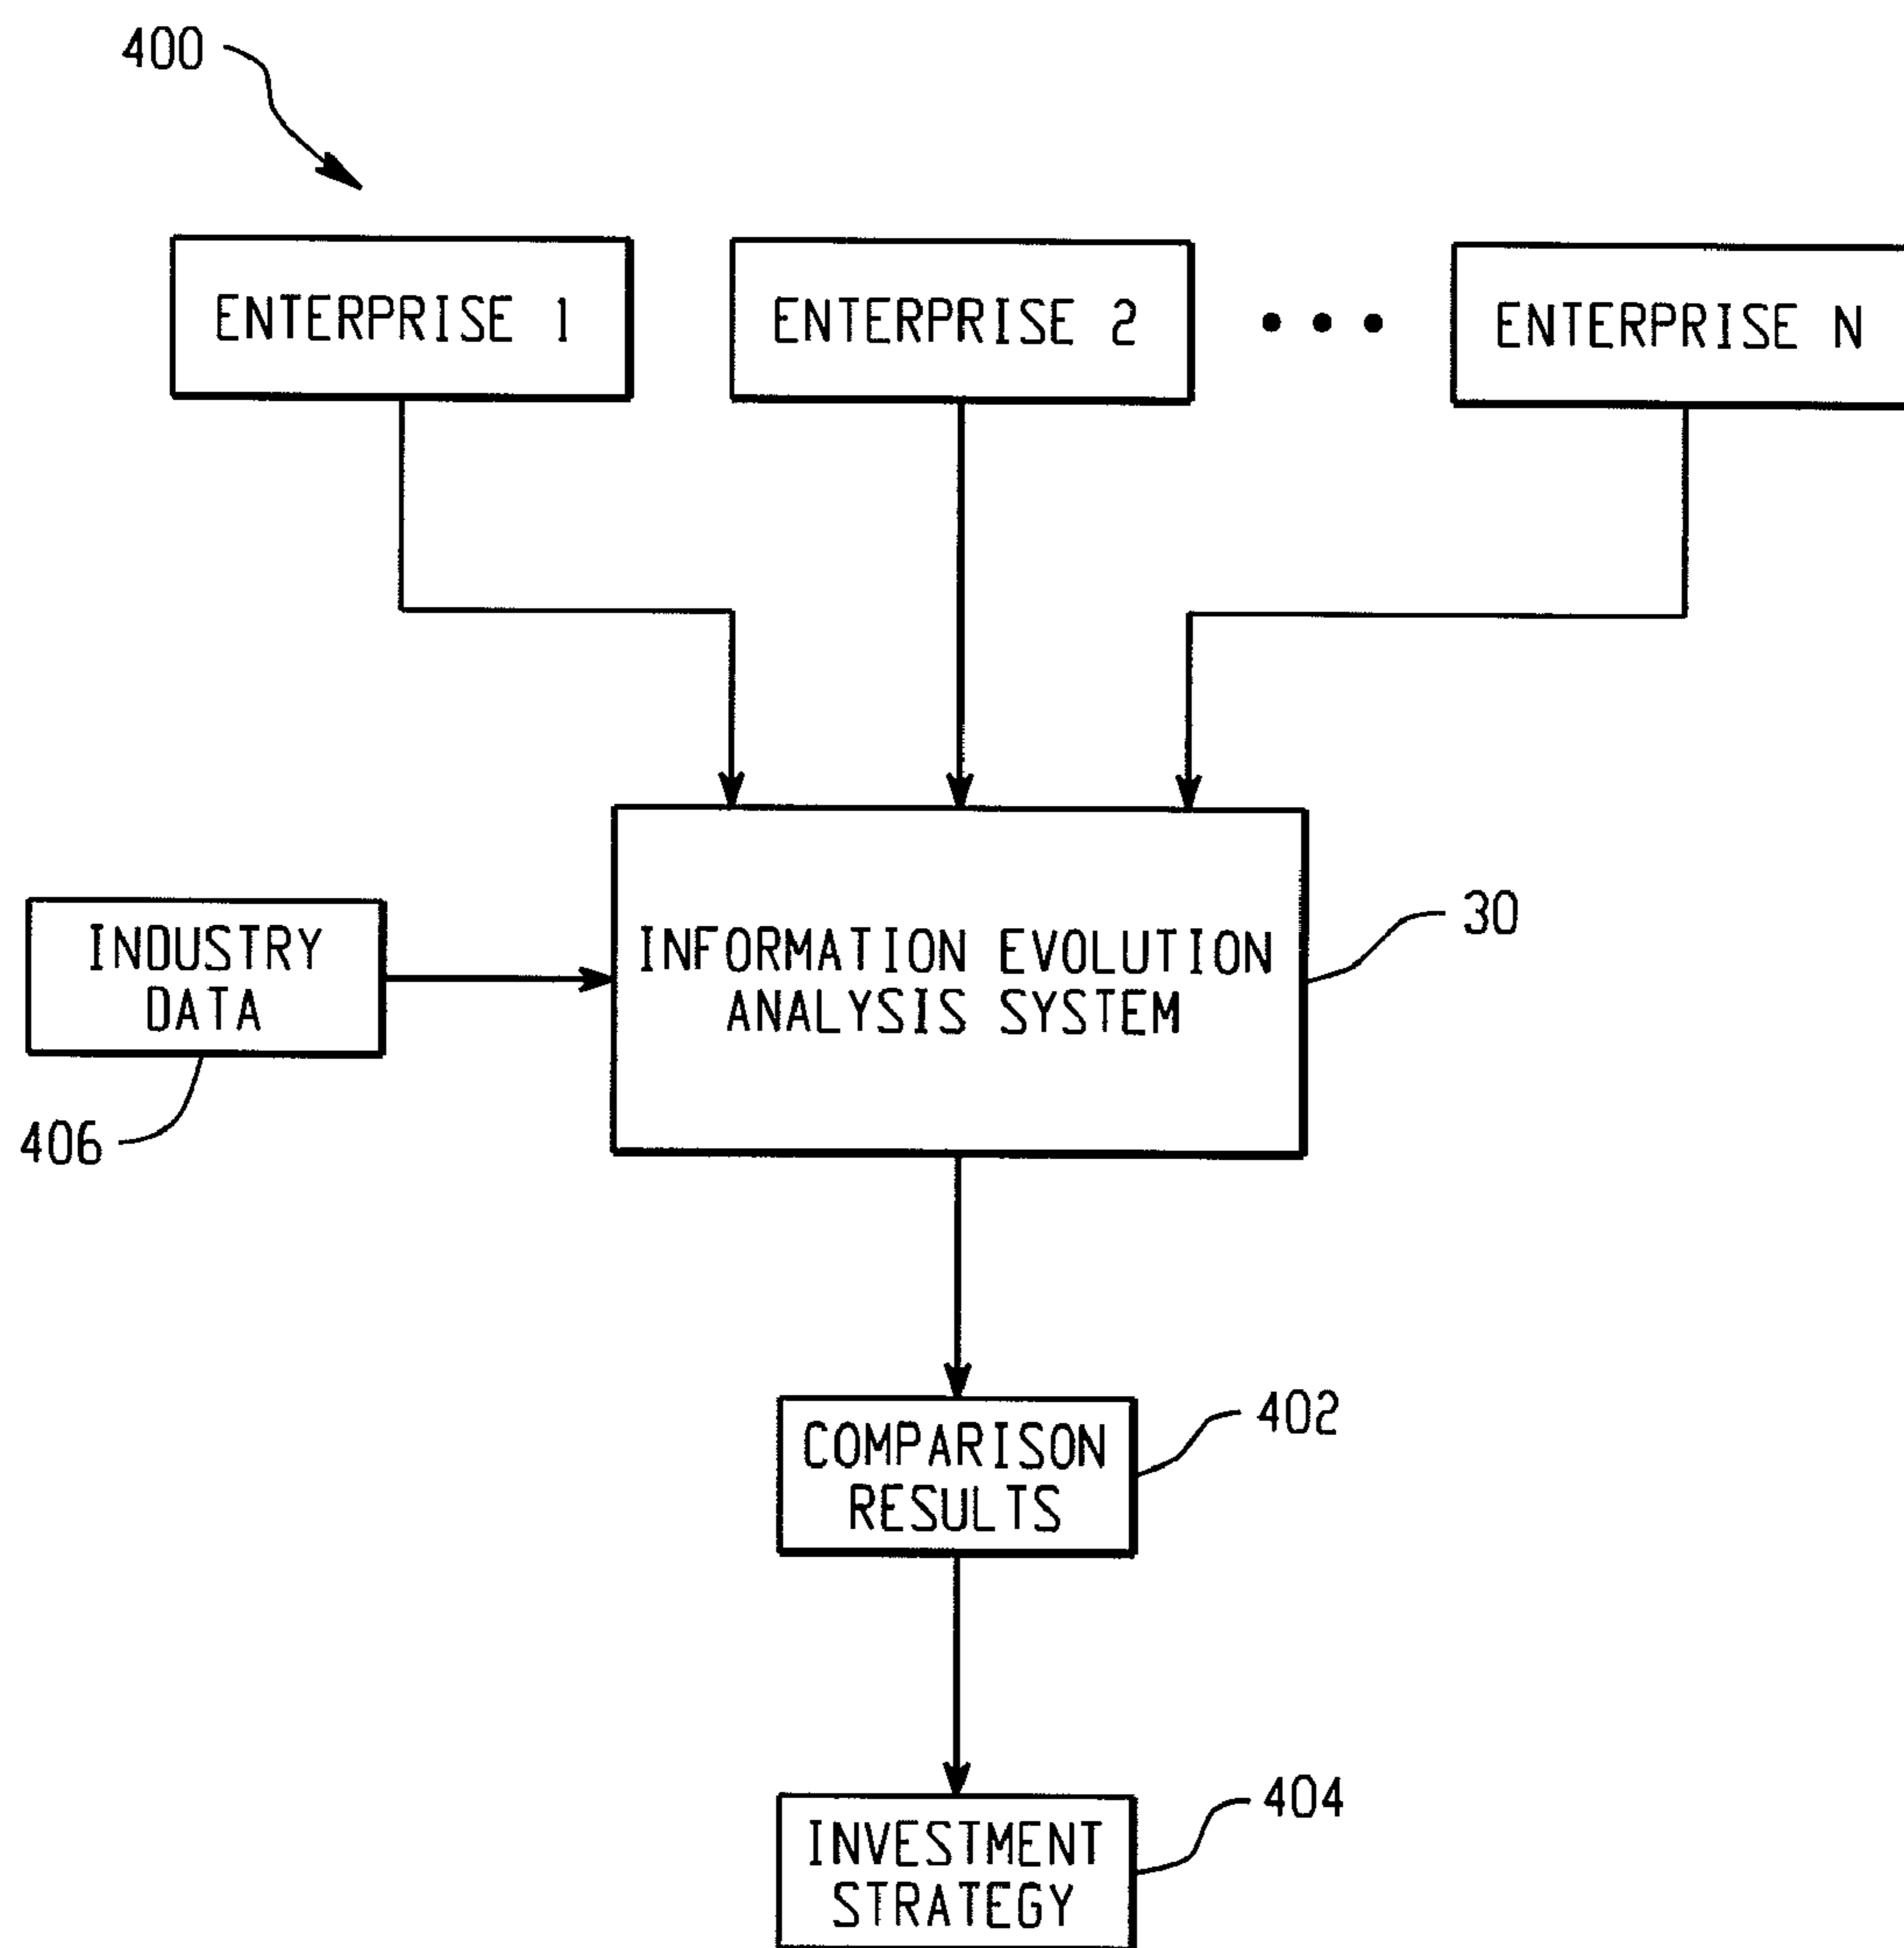 400
ENTERPRISE 1
ENTERPRISE 2
ENTERPRISE N
INFORMATION EVOLUTION
ANALYSIS SYSTEM
30
INDUSTRY
DATA
406
COMPARISON
RESULTS
402
INVESTMENT
STRATEGY
404